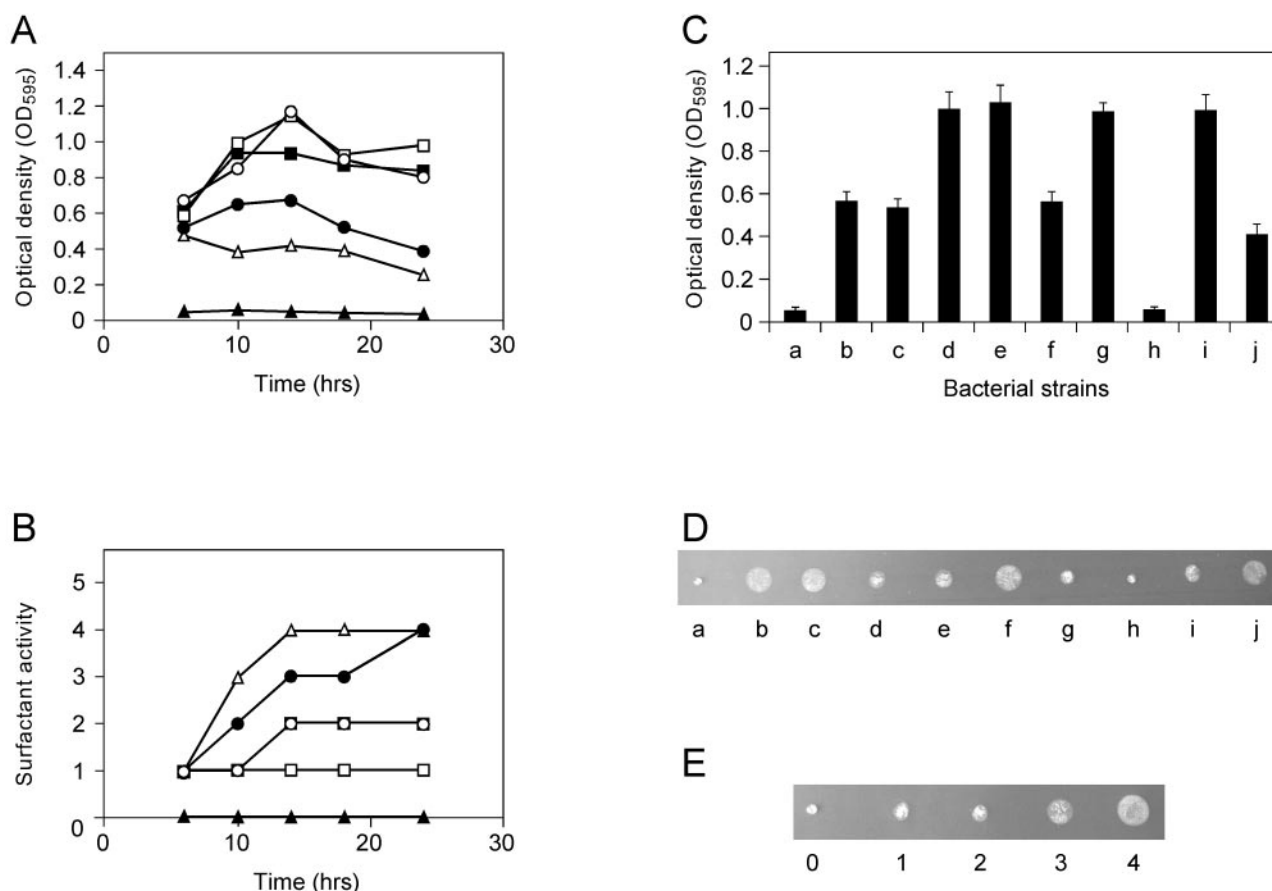 A
Optical density (OD595)
1.4
1.2
1.0
0.8
0.6
0.4
0.2
0
0 10 20 30
Time (hrs)
C
Optical density (OD595)
1.2
1.0
0.8
0.6
0.4
0.2
0
a b c d e f g h i j
Bacterial strains
B
Surfactant activity
5
4
3
2
1
0
0 10 20 30
Time (hrs)
D
a b c d e f g h i j
E
0 1 2 3 4